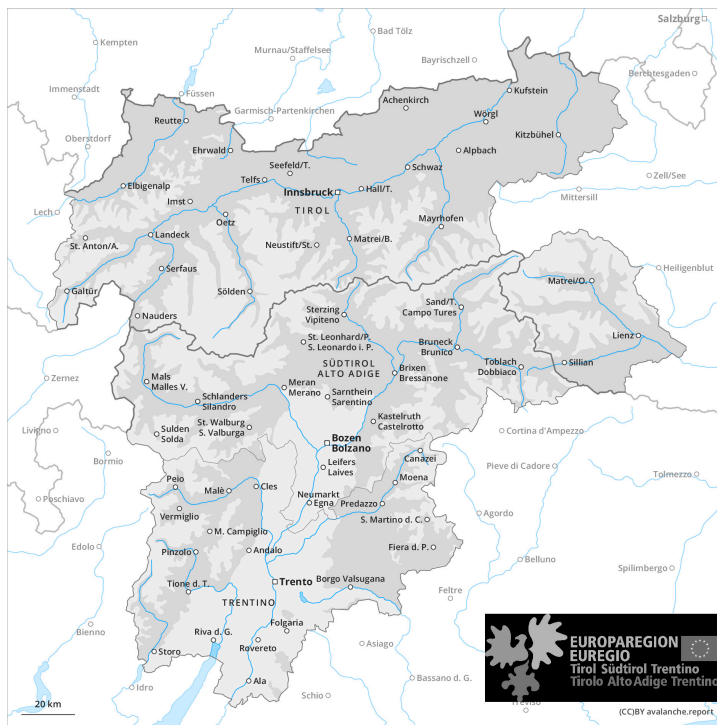 Salzburg
Kempten
Bad Tölz
Murnau/Staffelsee
Bayrischzell
Berchtesgaden
Immenstadt
Füssen
Garmisch-Partenkirchen
Achenkirch
Kufstein
Reutte
Wörgl
Oberstdorf
Ehrwald
Kitzbühel
Seefeld/T.
Alpbach
Telfs
Schwaz
Zell/See
Elbigenalp
Innsbruck
Hall/T.
Mittersill
Imst
TIROL
Lech
Oetz
Mayrhofen
Landeck
St. Anton/A.
Neustift/St.
Matrei/B.
Serfaus
Heiligenblut
Matrei/O.
Galtür
Sölden
Sand/T.
Campo Tures
Nauders
Sterzing
Vipiteno
Lienz
St. Leonhard/P.
S. Leonardo i. P.
Bruneck
Brunico
SÜDTIROL
ALTO ADIGE
Toblach
Dobbiaco
Sillian
Zernez
Mals
Malles V.
Meran
Merano
Brixen
Bressanone
Schlanders
Silandro
Sarnthein
Sarentino
St. Walburg
S. Valburga
Kastelruth
Castelrotto
Livigno
Sulden
Solda
Bozen
Bolzano
Cortina d'Ampezzo
Bormio
Canazei
Leifers
Laives
Pieve di Cadore
Peio
Moena
Tolmezzo
Malè
Cles
Neumarkt
Egna
Predazzo
Poschiavo
Vermiglio
S. Martino d. C.
Agordo
M. Campiglio
Edolo
Pinzolo
Andalo
Fiera d. P.
Belluno
Spilimbergo
Tione d. T.
Trento
Borgo Valsugana
Feltre
TRENTINO
Folgaria
Bienno
Riva d. G.
Rovereto
Asiago
Storo
Ala
Idro
Schio
Bassano d. G.
Treviso
20 km
EUROPAREGION
EUREGIO
Tirol Südtirol Trentino
Tirolo Alto Adige Trentino
(CC)BY avalanche.report